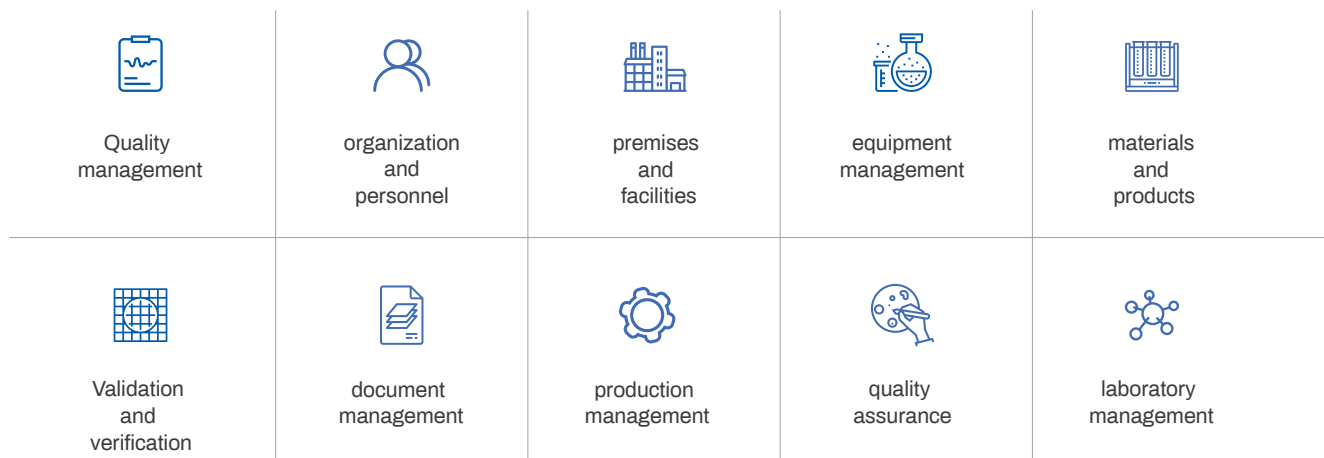 Quality
management
organization
and
personnel
premises
and
facilities
equipment
management
materials
and
products
Validation
and
verification
document
management
production
management
quality
assurance
laboratory
management